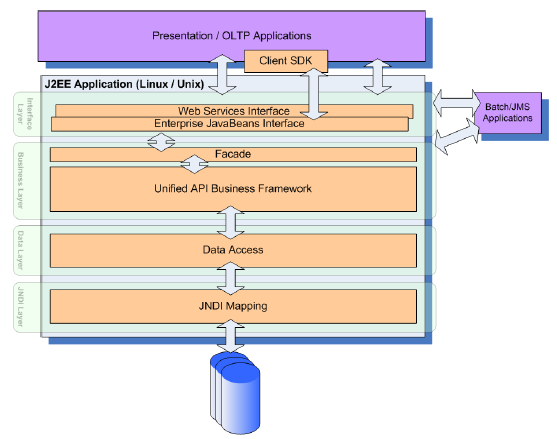 Presentation / OLTP Applications
Client SDK
J2EE Application (Linux / Unix)
Interface
Layer
Web Services Interface
Enterprise JavaBeans Interface
Batch/JMS
Applications
Business Layer
Facade
Unified API Business Framework
Data Layer
Data Access
JNDI Layer
JNDI Mapping